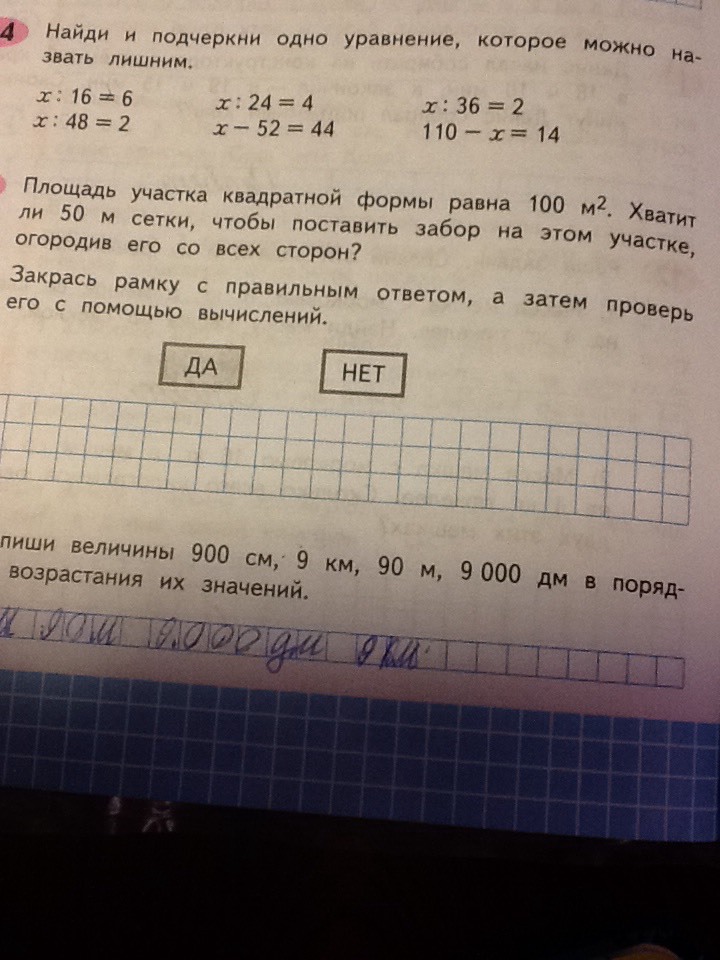 4 Найди и подчеркни одно уравнение, которое можно на-
звать лишним.
x : 16 = 6 x : 24 = 4 x : 36 = 2
x : 48 = 2 x − 52 = 44 110 − x = 14
Площадь участка квадратной формы равна 100 м². Хватит
ли 50 м сетки, чтобы поставить забор на этом участке,
огородив его со всех сторон?
Закрась рамку с правильным ответом, а затем проверь
его с помощью вычислений.
ДА НЕТ
пиши величины 900 см, 9 км, 90 м, 9 000 дм в поряд-
возрастания их значений.
90 м 9.000 дм 9 км.